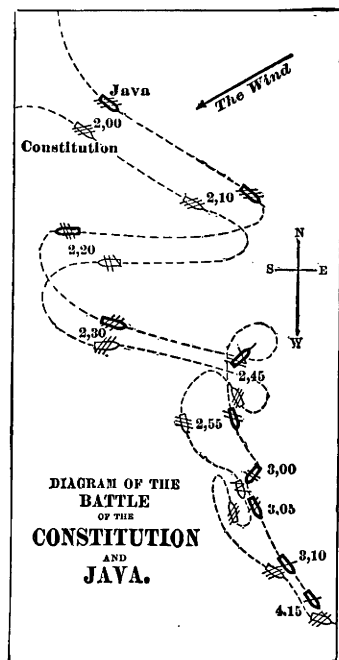 Java
The Wind
2,00
Constitution
2,10
2,20
N
S E
W
2,30
2,45
2,55
DIAGRAM OF THE
BATTLE
OF THE
CONSTITUTION
AND
JAVA.
3,00
3,05
3,10
4.15